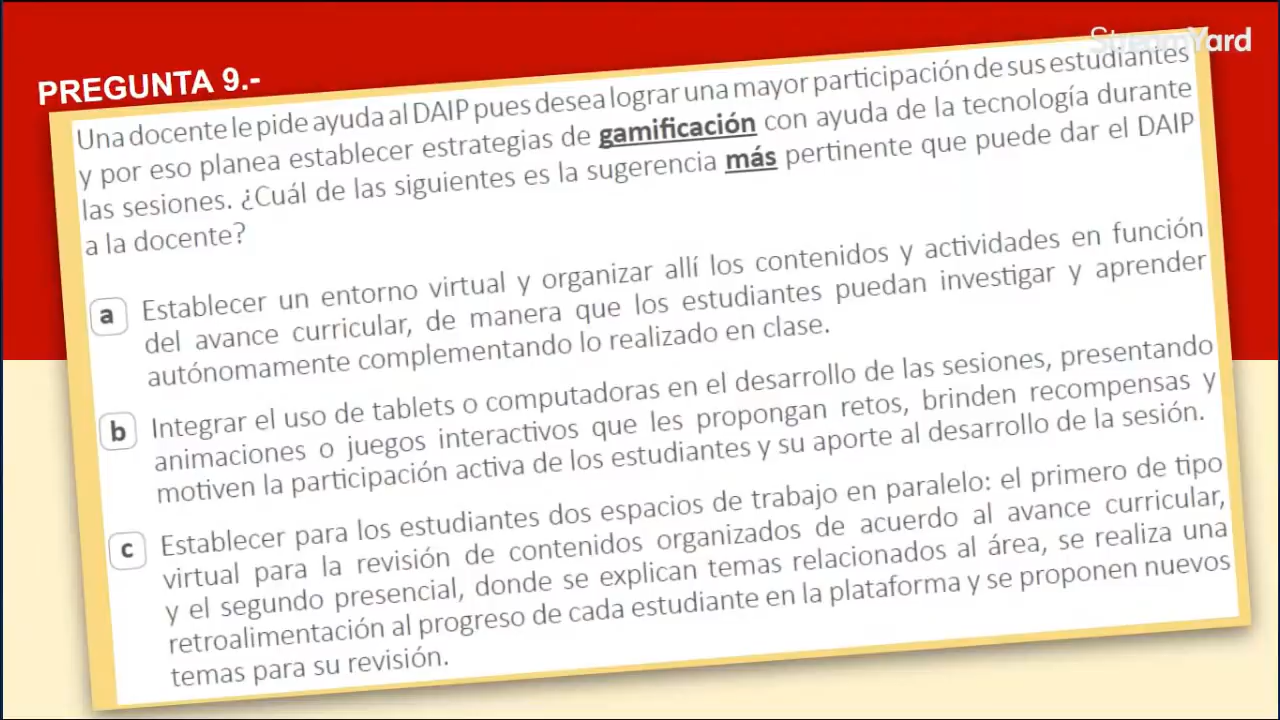 StreamYard
PREGUNTA 9.-
Una docente le pide ayuda al DAIP pues desea lograr una mayor participación de sus estudiantes
y por eso planea establecer estrategias de gamificación con ayuda de la tecnología durante
las sesiones. ¿Cuál de las siguientes es la sugerencia más pertinente que puede dar el DAIP
a la docente?
a Establecer un entorno virtual y organizar allí los contenidos y actividades en función
del avance curricular, de manera que los estudiantes puedan investigar y aprender
autónomamente complementando lo realizado en clase.
b Integrar el uso de tablets o computadoras en el desarrollo de las sesiones, presentando
animaciones o juegos interactivos que les propongan retos, brinden recompensas y
motiven la participación activa de los estudiantes y su aporte al desarrollo de la sesión.
c Establecer para los estudiantes dos espacios de trabajo en paralelo: el primero de tipo
virtual para la revisión de contenidos organizados de acuerdo al avance curricular,
y el segundo presencial, donde se explican temas relacionados al área, se realiza una
retroalimentación al progreso de cada estudiante en la plataforma y se proponen nuevos
temas para su revisión.